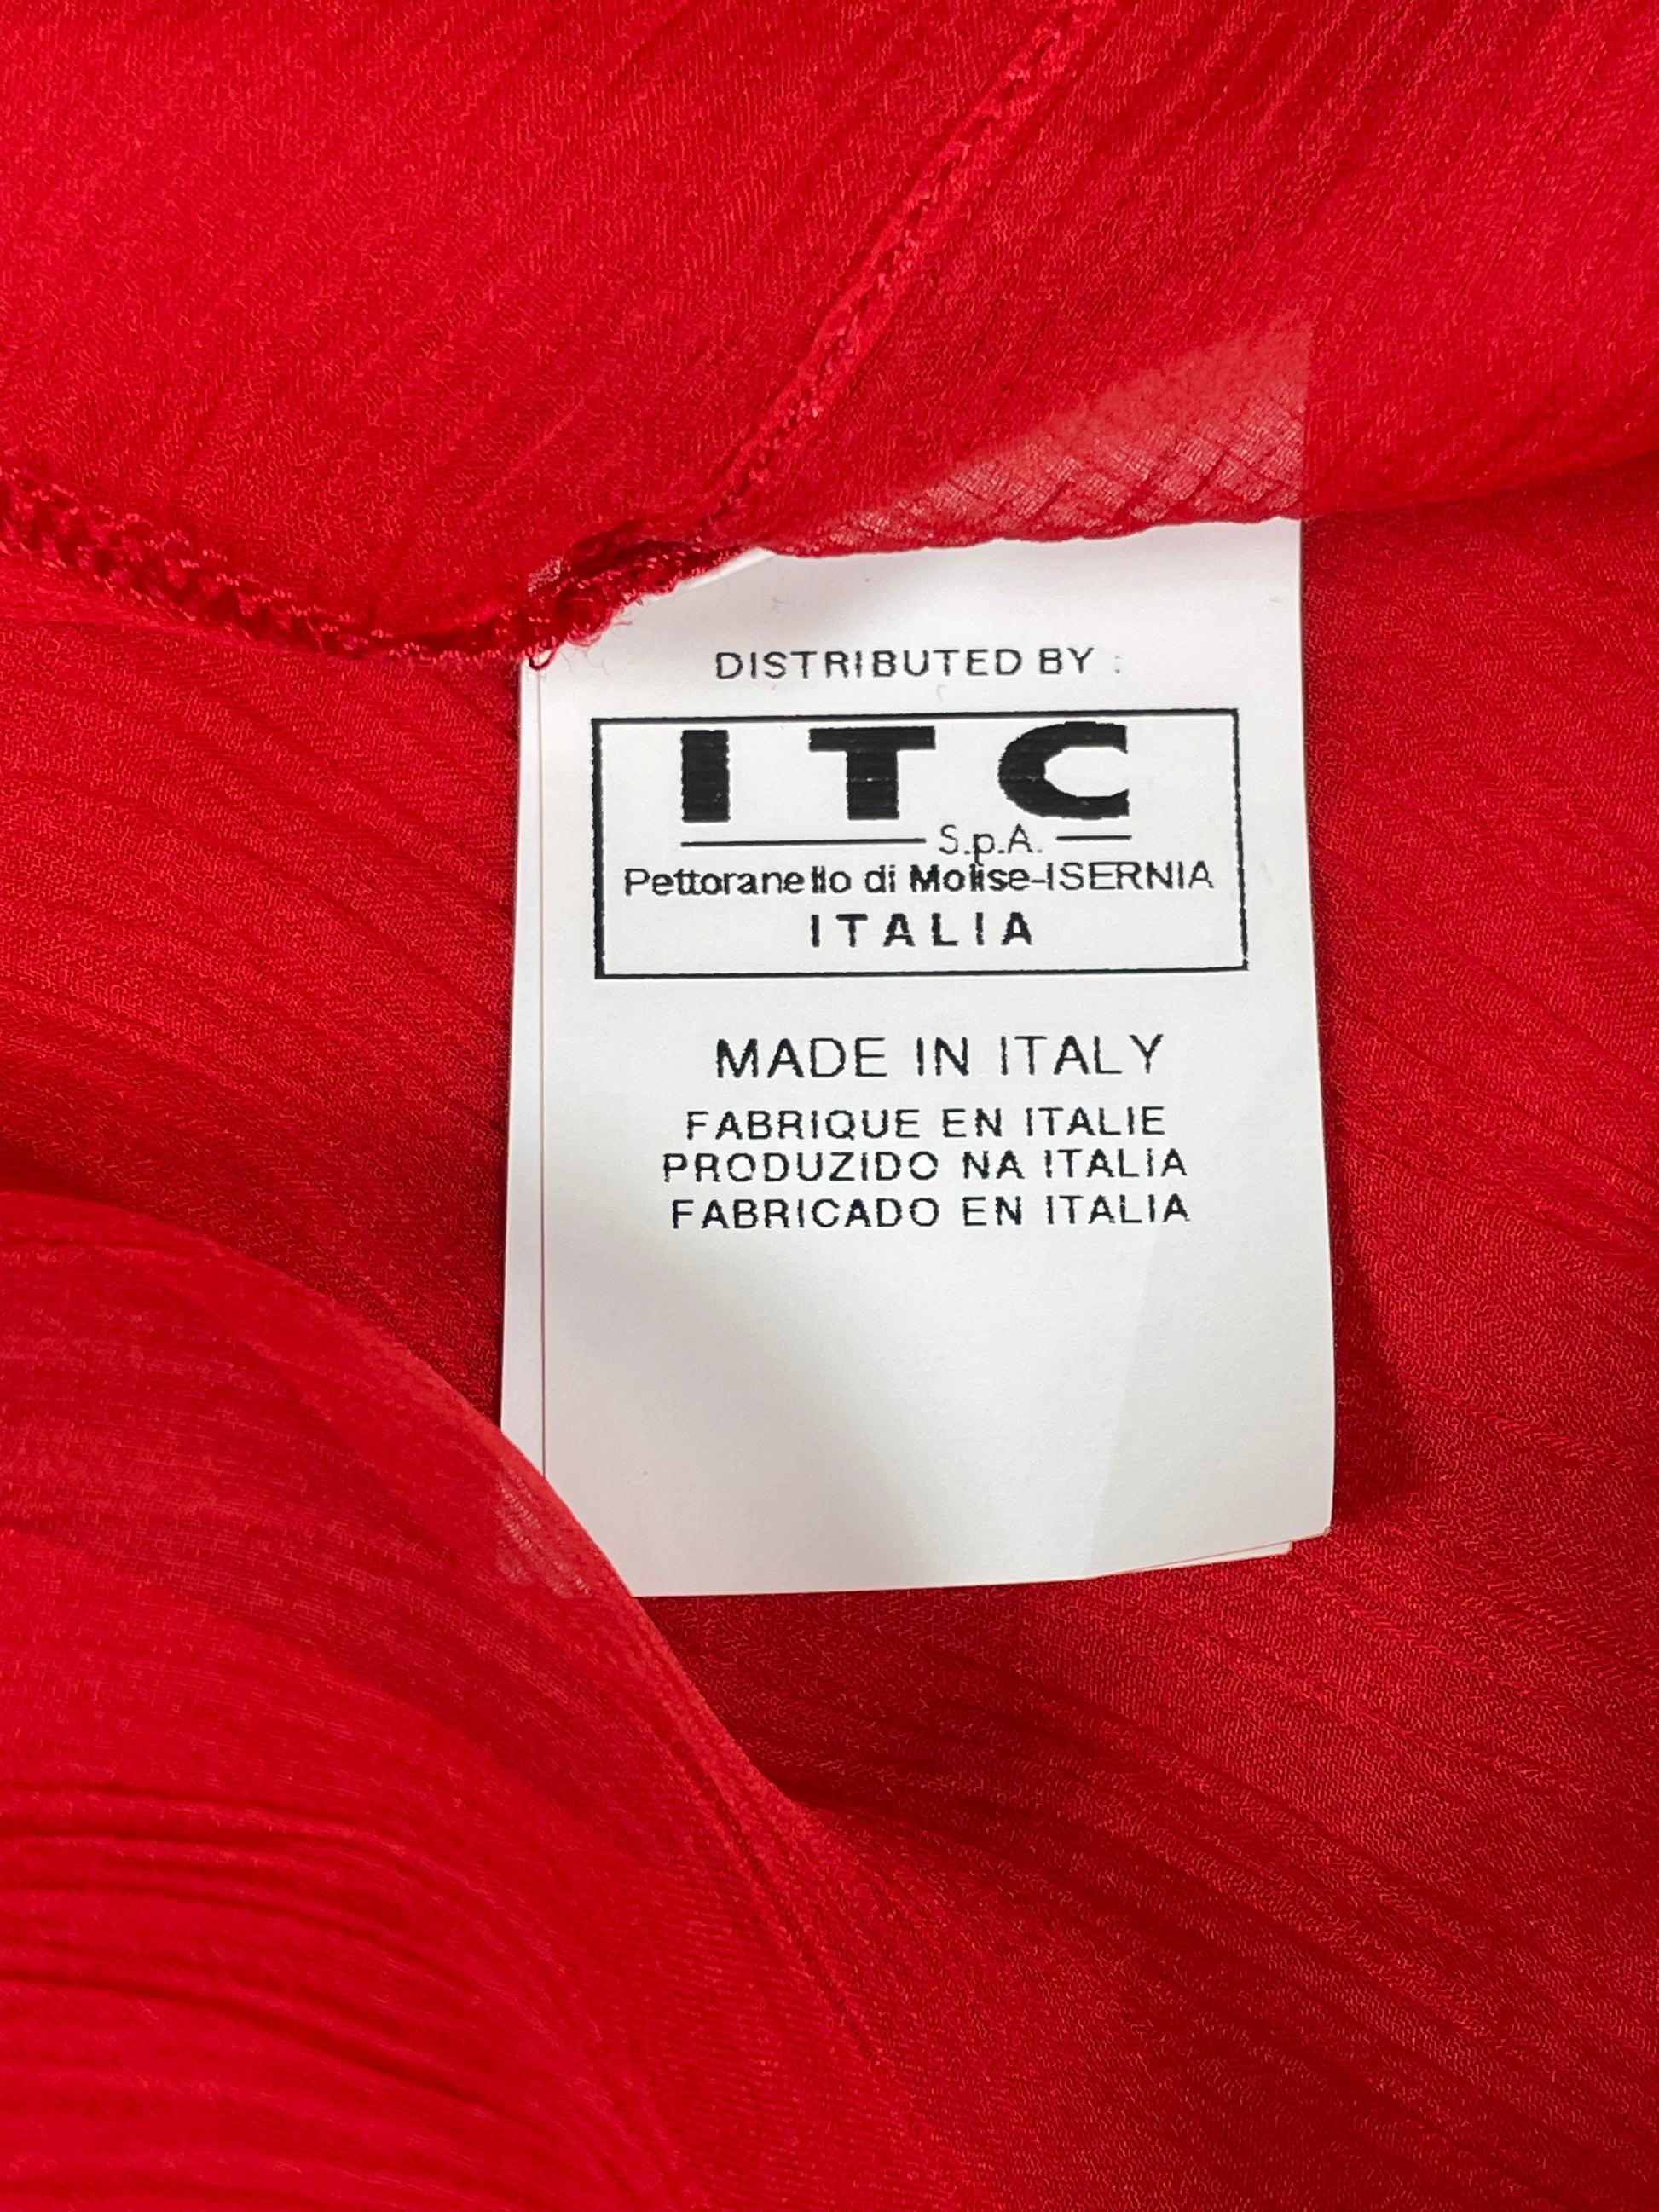 DISTRIBUTED BY :
ITC
S.p.A.
Pettoranello di Molise-ISERNIA
ITALIA
MADE IN ITALY
FABRIQUE EN ITALIE
PRODUZIDO NA ITALIA
FABRICADO EN ITALIA